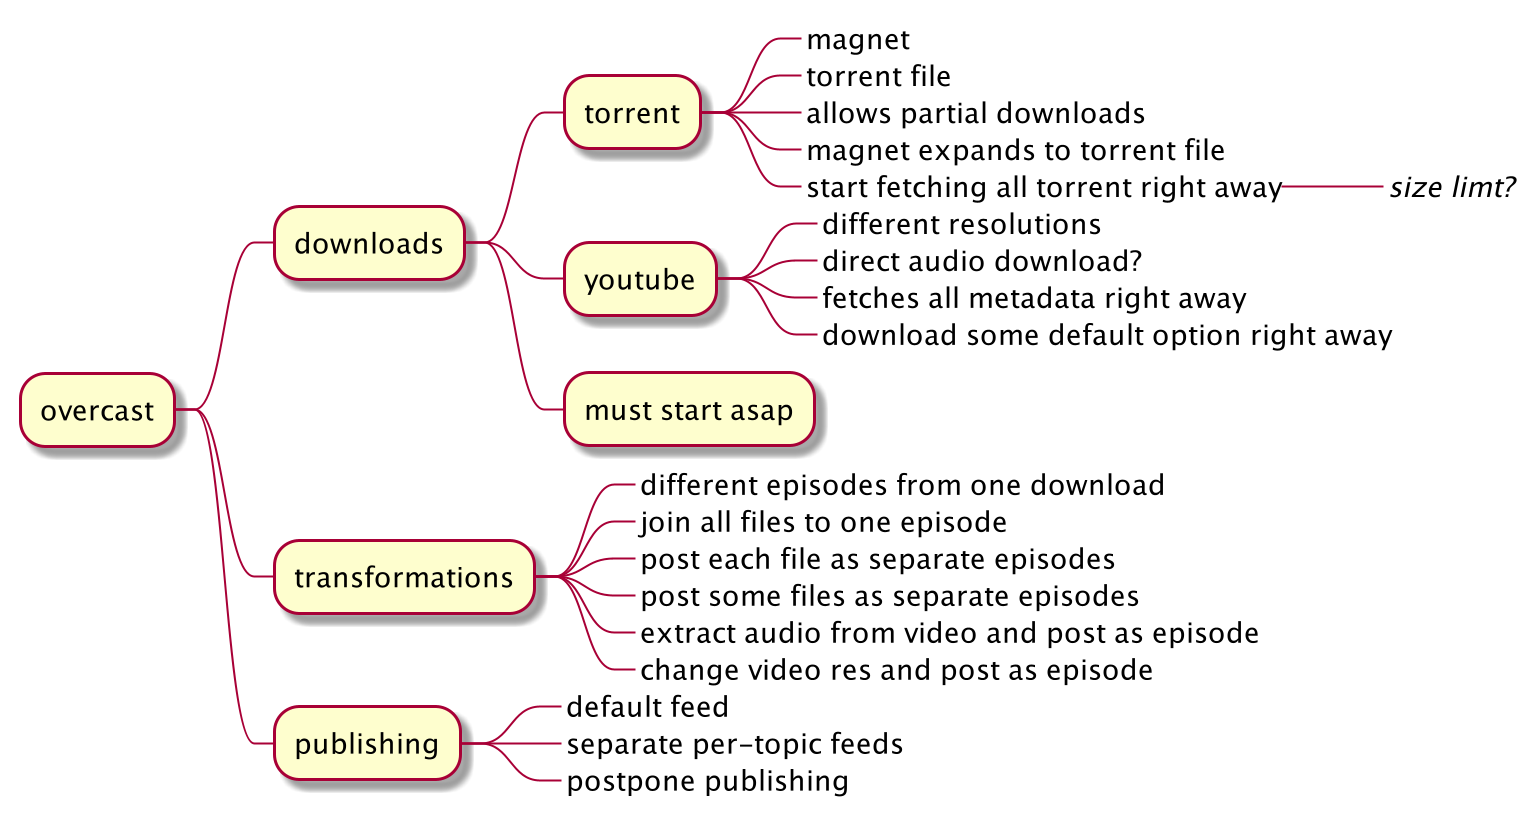 overcast
downloads
torrent
magnet
torrent file
allows partial downloads
magnet expands to torrent file
start fetching all torrent right away
size limt?
youtube
different resolutions
direct audio download?
fetches all metadata right away
download some default option right away
must start asap
transformations
different episodes from one download
join all files to one episode
post each file as separate episodes
post some files as separate episodes
extract audio from video and post as episode
change video res and post as episode
publishing
default feed
separate per-topic feeds
postpone publishing